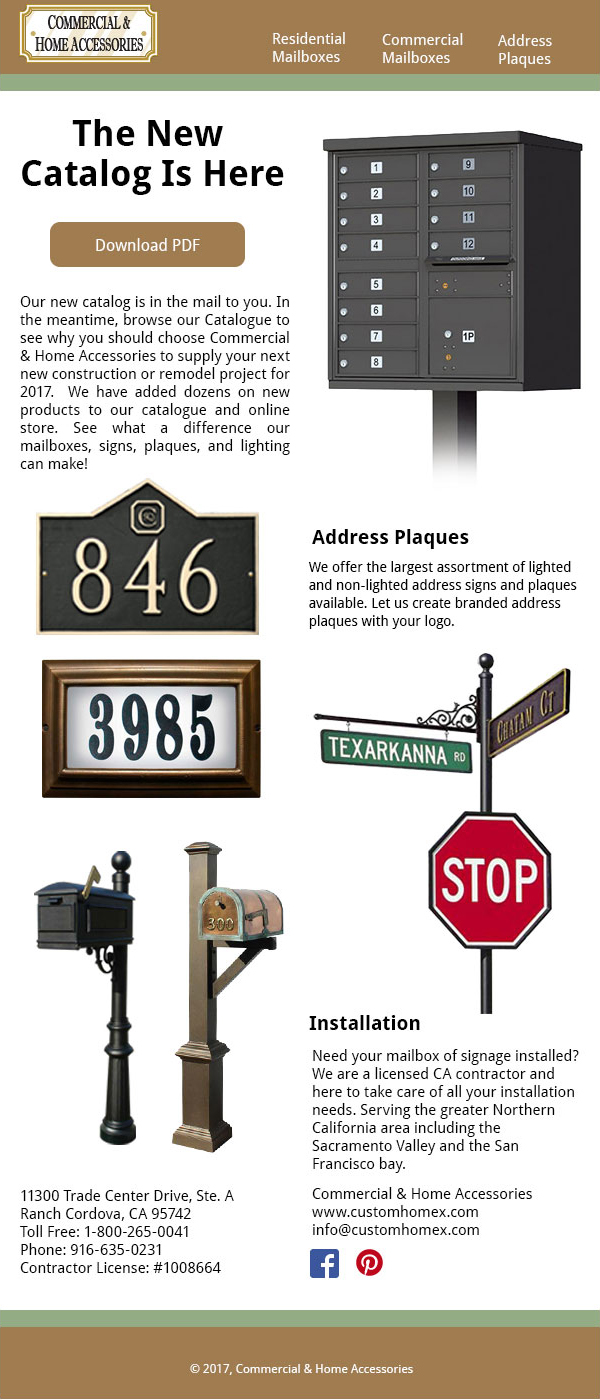 COMMERCIAL &
HOME ACCESSORIES
Residential
Mailboxes
Commercial
Mailboxes
Address
Plaques
The New
Catalog Is Here
Download PDF
Our new catalog is in the mail to you. In
the meantime, browse our Catalogue to
see why you should choose Commercial
& Home Accessories to supply your next
new construction or remodel project for
2017. We have added dozens on new
products to our catalogue and online
store. See what a difference our
mailboxes, signs, plaques, and lighting
can make!
1
2
3
4
5
6
7
8
9
10
11
12
1P
846
3985
Address Plaques
We offer the largest assortment of lighted
and non-lighted address signs and plaques
available. Let us create branded address
plaques with your logo.
CHATAM CT
TEXARKANNA RD
STOP
300
Installation
Need your mailbox of signage installed?
We are a licensed CA contractor and
here to take care of all your installation
needs. Serving the greater Northern
California area including the
Sacramento Valley and the San
Francisco bay.
11300 Trade Center Drive, Ste. A
Ranch Cordova, CA 95742
Toll Free: 1-800-265-0041
Phone: 916-635-0231
Contractor License: #1008664
Commercial & Home Accessories
www.customhomex.com
info@customhomex.com
© 2017, Commercial & Home Accessories